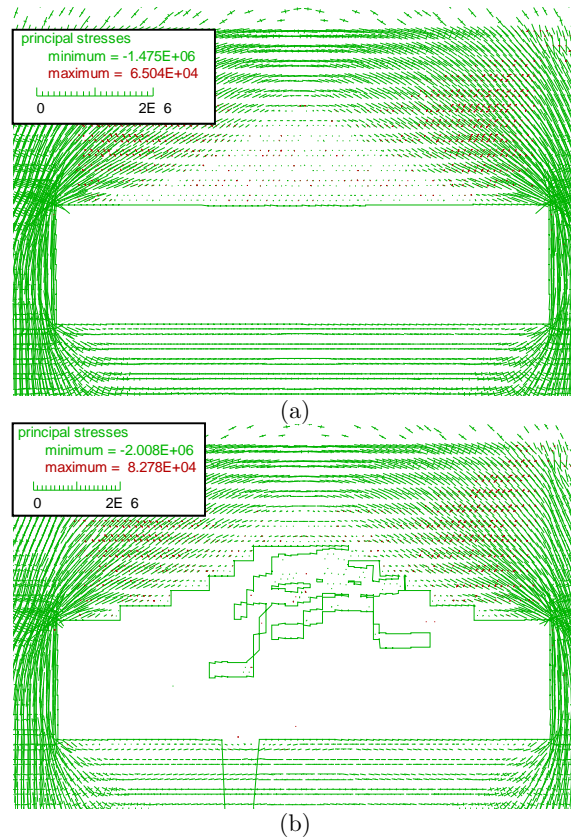 principal stresses
minimum = -1.475E+06
maximum = 6.504E+04
0 2E 6
(a)
principal stresses
minimum = -2.008E+06
maximum = 8.278E+04
0 2E 6
(b)